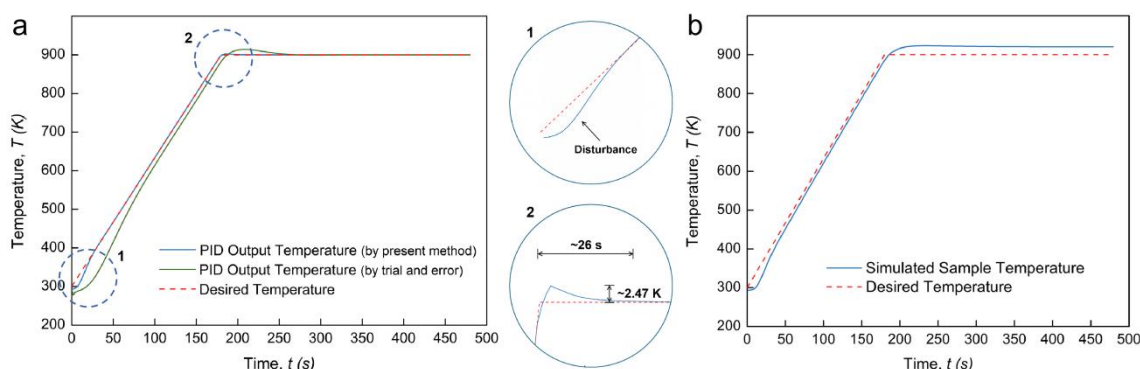 a
Temperature, T (K)
900
800
700
600
500
400
300
200
2
1
PID Output Temperature (by present method)
PID Output Temperature (by trial and error)
Desired Temperature
0 50 100 150 200 250 300 350 400 450 500
Time, t (s)
1
Disturbance
2
~26 s
~2.47 K
b
Temperature, T (K)
900
800
700
600
500
400
300
200
Simulated Sample Temperature
Desired Temperature
0 50 100 150 200 250 300 350 400 450 500
Time, t (s)